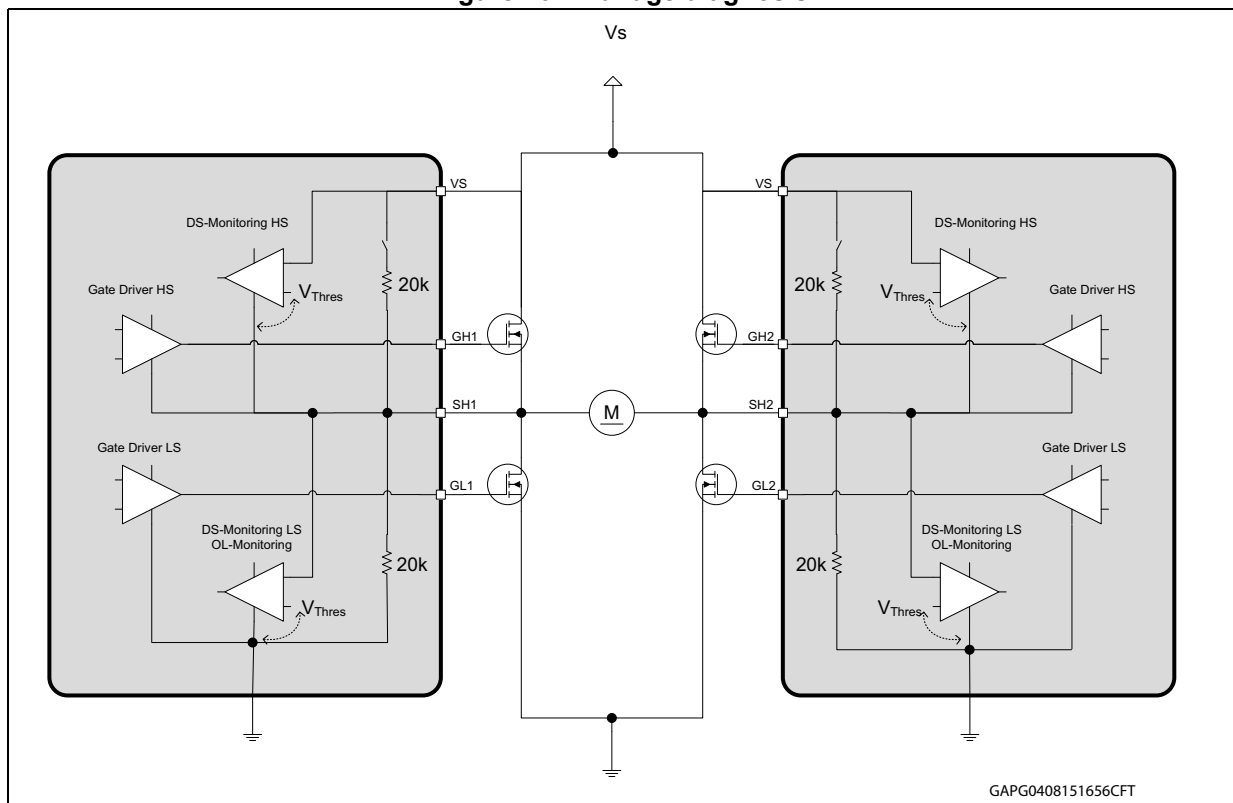 Vs
VS
VS
DS-Monitoring HS
DS-Monitoring HS
20k
20k
VThres
VThres
Gate Driver HS
Gate Driver HS
GH1
GH2
SH1
M
SH2
Gate Driver LS
Gate Driver LS
GL1
GL2
DS-Monitoring LS
OL-Monitoring
DS-Monitoring LS
OL-Monitoring
20k
20k
VThres
VThres
GAPG0408151656CFT